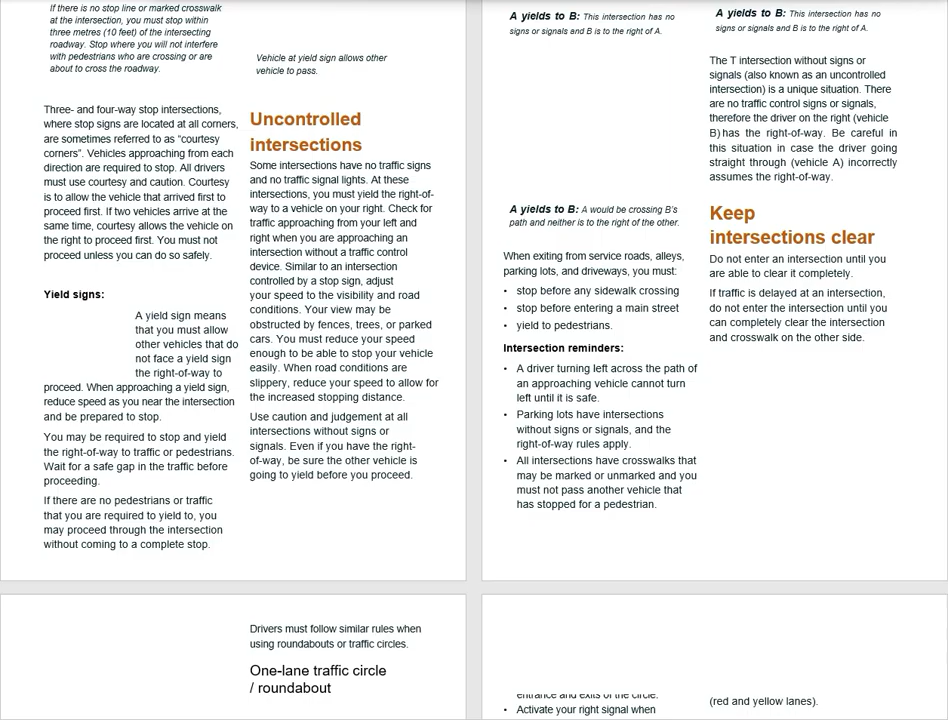 If there is no stop line or marked crosswalk
at the intersection, you must stop within
three metres (10 feet) of the intersecting
roadway. Stop where you will not interfere
with pedestrians who are crossing or are
about to cross the roadway.
Three- and four-way stop intersections,
where stop signs are located at all corners,
are sometimes referred to as “courtesy
corners”. Vehicles approaching from each
direction are required to stop. All drivers
must use courtesy and caution. Courtesy
is to allow the vehicle that arrived first to
proceed first. If two vehicles arrive at the
same time, courtesy allows the vehicle on
the right to proceed first. You must not
proceed unless you can do so safely.
Yield signs:
A yield sign means
that you must allow
other vehicles that do
not face a yield sign
the right-of-way to
proceed. When approaching a yield sign,
reduce speed as you near the intersection
and be prepared to stop.
You may be required to stop and yield
the right-of-way to traffic or pedestrians.
Wait for a safe gap in the traffic before
proceeding.
If there are no pedestrians or traffic
that you are required to yield to, you
may proceed through the intersection
without coming to a complete stop.
Vehicle at yield sign allows other
vehicle to pass.
Uncontrolled
intersections
Some intersections have no traffic signs
and no traffic signal lights. At these
intersections, you must yield the right-of-
way to a vehicle on your right. Check for
traffic approaching from your left and
right when you are approaching an
intersection without a traffic control
device. Similar to an intersection
controlled by a stop sign, adjust
your speed to the visibility and road
conditions. Your view may be
obstructed by fences, trees, or parked
cars. You must reduce your speed
enough to be able to stop your vehicle
easily. When road conditions are
slippery, reduce your speed to allow for
the increased stopping distance.
Use caution and judgement at all
intersections without signs or
signals. Even if you have the right-
of-way, be sure the other vehicle is
going to yield before you proceed.
A yields to B: This intersection has no
signs or signals and B is to the right of A.
A yields to B: A would be crossing B’s
path and neither is to the right of the other.
When exiting from service roads, alleys,
parking lots, and driveways, you must:
• stop before any sidewalk crossing
• stop before entering a main street
• yield to pedestrians.
Intersection reminders:
• A driver turning left across the path of
an approaching vehicle cannot turn
left until it is safe.
• Parking lots have intersections
without signs or signals, and the
right-of-way rules apply.
• All intersections have crosswalks that
may be marked or unmarked and you
must not pass another vehicle that
has stopped for a pedestrian.
A yields to B: This intersection has no
signs or signals and B is to the right of A.
The T intersection without signs or
signals (also known as an uncontrolled
intersection) is a unique situation. There
are no traffic control signs or signals,
therefore the driver on the right (vehicle
B) has the right-of-way. Be careful in
this situation in case the driver going
straight through (vehicle A) incorrectly
assumes the right-of-way.
Keep
intersections clear
Do not enter an intersection until you
are able to clear it completely.
If traffic is delayed at an intersection,
do not enter the intersection until you
can completely clear the intersection
and crosswalk on the other side.
Drivers must follow similar rules when
using roundabouts or traffic circles.
One-lane traffic circle
/ roundabout
entrance and exits of the circle.
• Activate your right signal when
(red and yellow lanes).